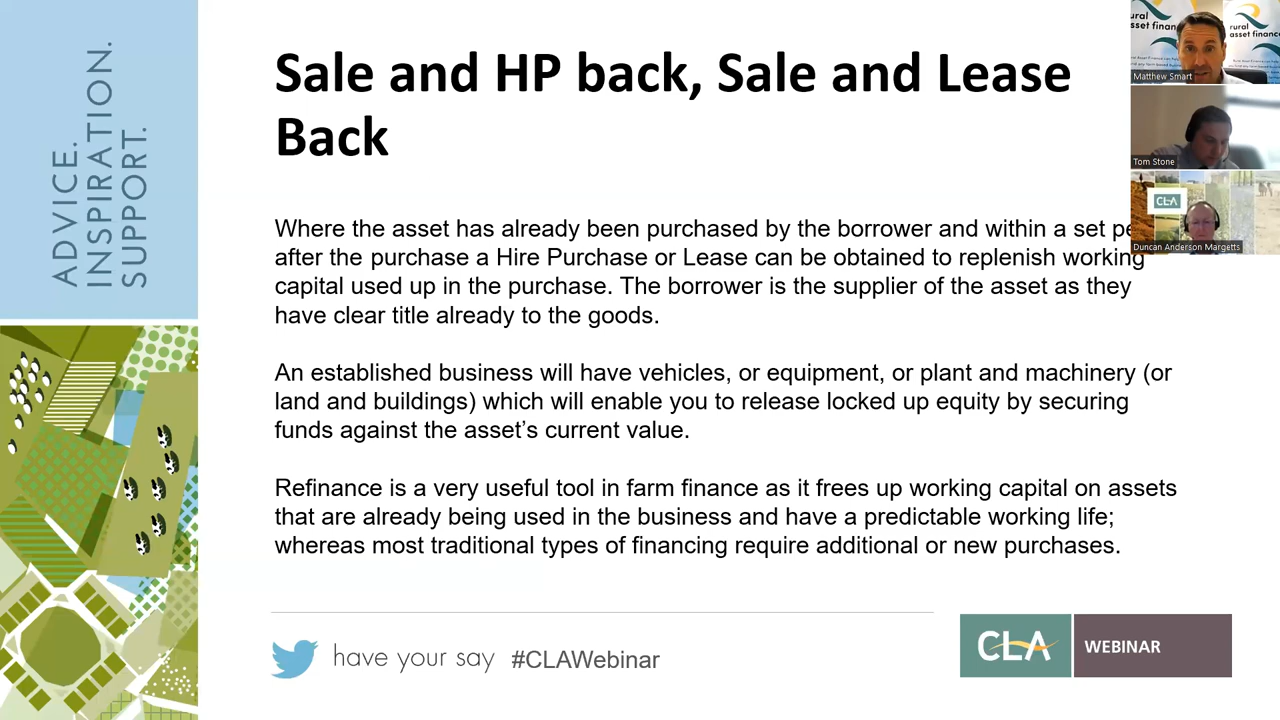 ADVICE.
INSPIRATION.
SUPPORT.
Sale and HP back, Sale and Lease
Back
Where the asset has already been purchased by the borrower and within a set
after the purchase a Hire Purchase or Lease can be obtained to replenish working
capital used up in the purchase. The borrower is the supplier of the asset as they
have clear title already to the goods.
An established business will have vehicles, or equipment, or plant and machinery (or
land and buildings) which will enable you to release locked up equity by securing
funds against the asset’s current value.
Refinance is a very useful tool in farm finance as it frees up working capital on assets
that are already being used in the business and have a predictable working life;
whereas most traditional types of financing require additional or new purchases.
have your say #CLAWebinar
CLA WEBINAR
rural
asset finance
rural
asset finance
Matthew Smart
Tom Stone
CLA
Duncan Anderson Margetts